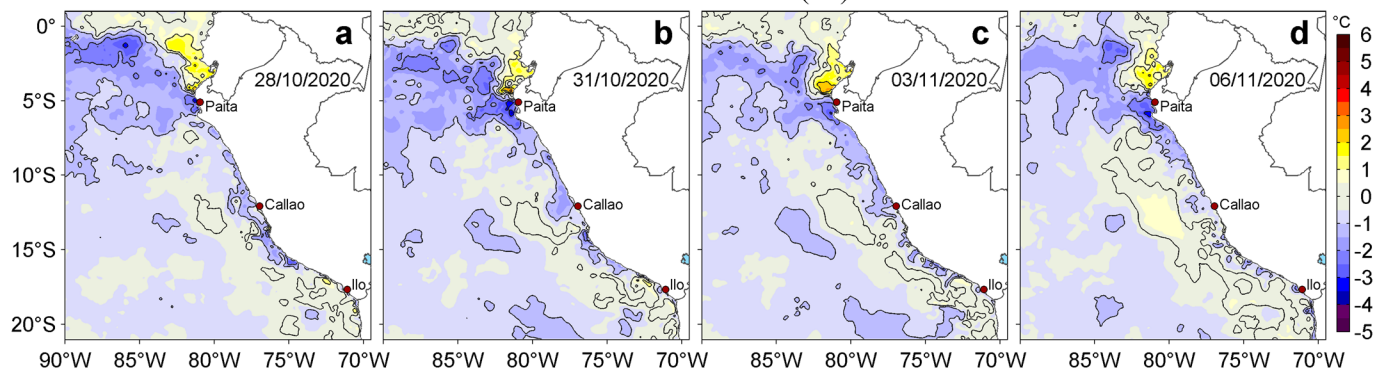 a b c d °C
28/10/2020 31/10/2020 03/11/2020 06/11/2020
0° 5°S 10°S 15°S 20°S
Paita Paita Paita Paita
Callao Callao Callao Callao
Ilo Ilo Ilo Ilo
90°W 85°W 80°W 75°W 70°W 85°W 80°W 75°W 70°W 85°W 80°W 75°W 70°W 85°W 80°W 75°W 70°W
6
5
4
3
2
1
0
-1
-2
-3
-4
-5